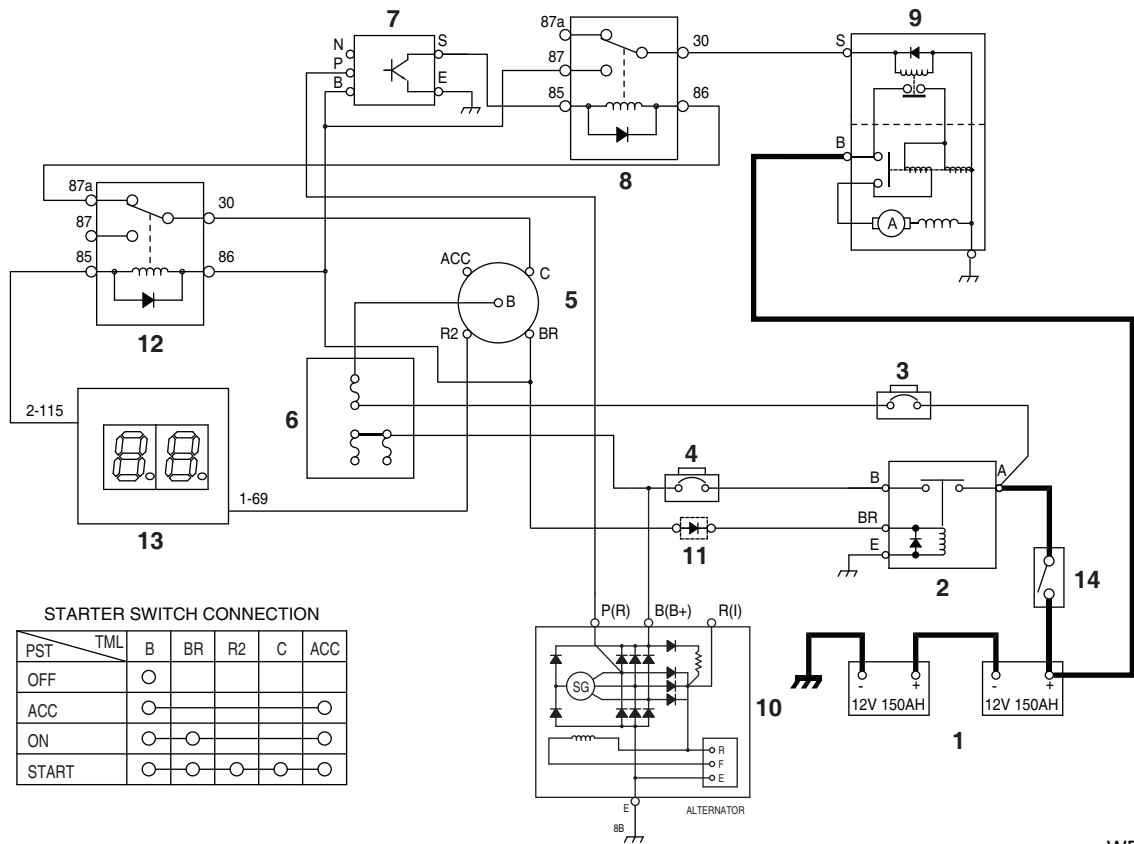 87a
7
8
9
N
S
P
E
B
87
30
85
86
S
B
A
87a
30
87
85
86
12
ACC
C
B
5
R2
BR
6
3
2-115
1-69
13
4
B
A
BR
E
11
2
14
P(R)
B(B+)
R(I)
SG
R
F
E
10
E
ALTERNATOR
8B
-
+
-
+
12V 150AH
12V 150AH
1
STARTER SWITCH CONNECTION
PST TML B BR R2 C ACC
OFF
ACC
ON
START